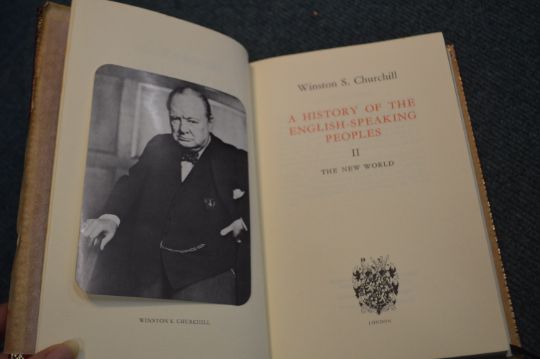 WINSTON S. CHURCHILL
Winston S. Churchill
A HISTORY OF THE
ENGLISH-SPEAKING
PEOPLES
II
THE NEW WORLD
LONDON